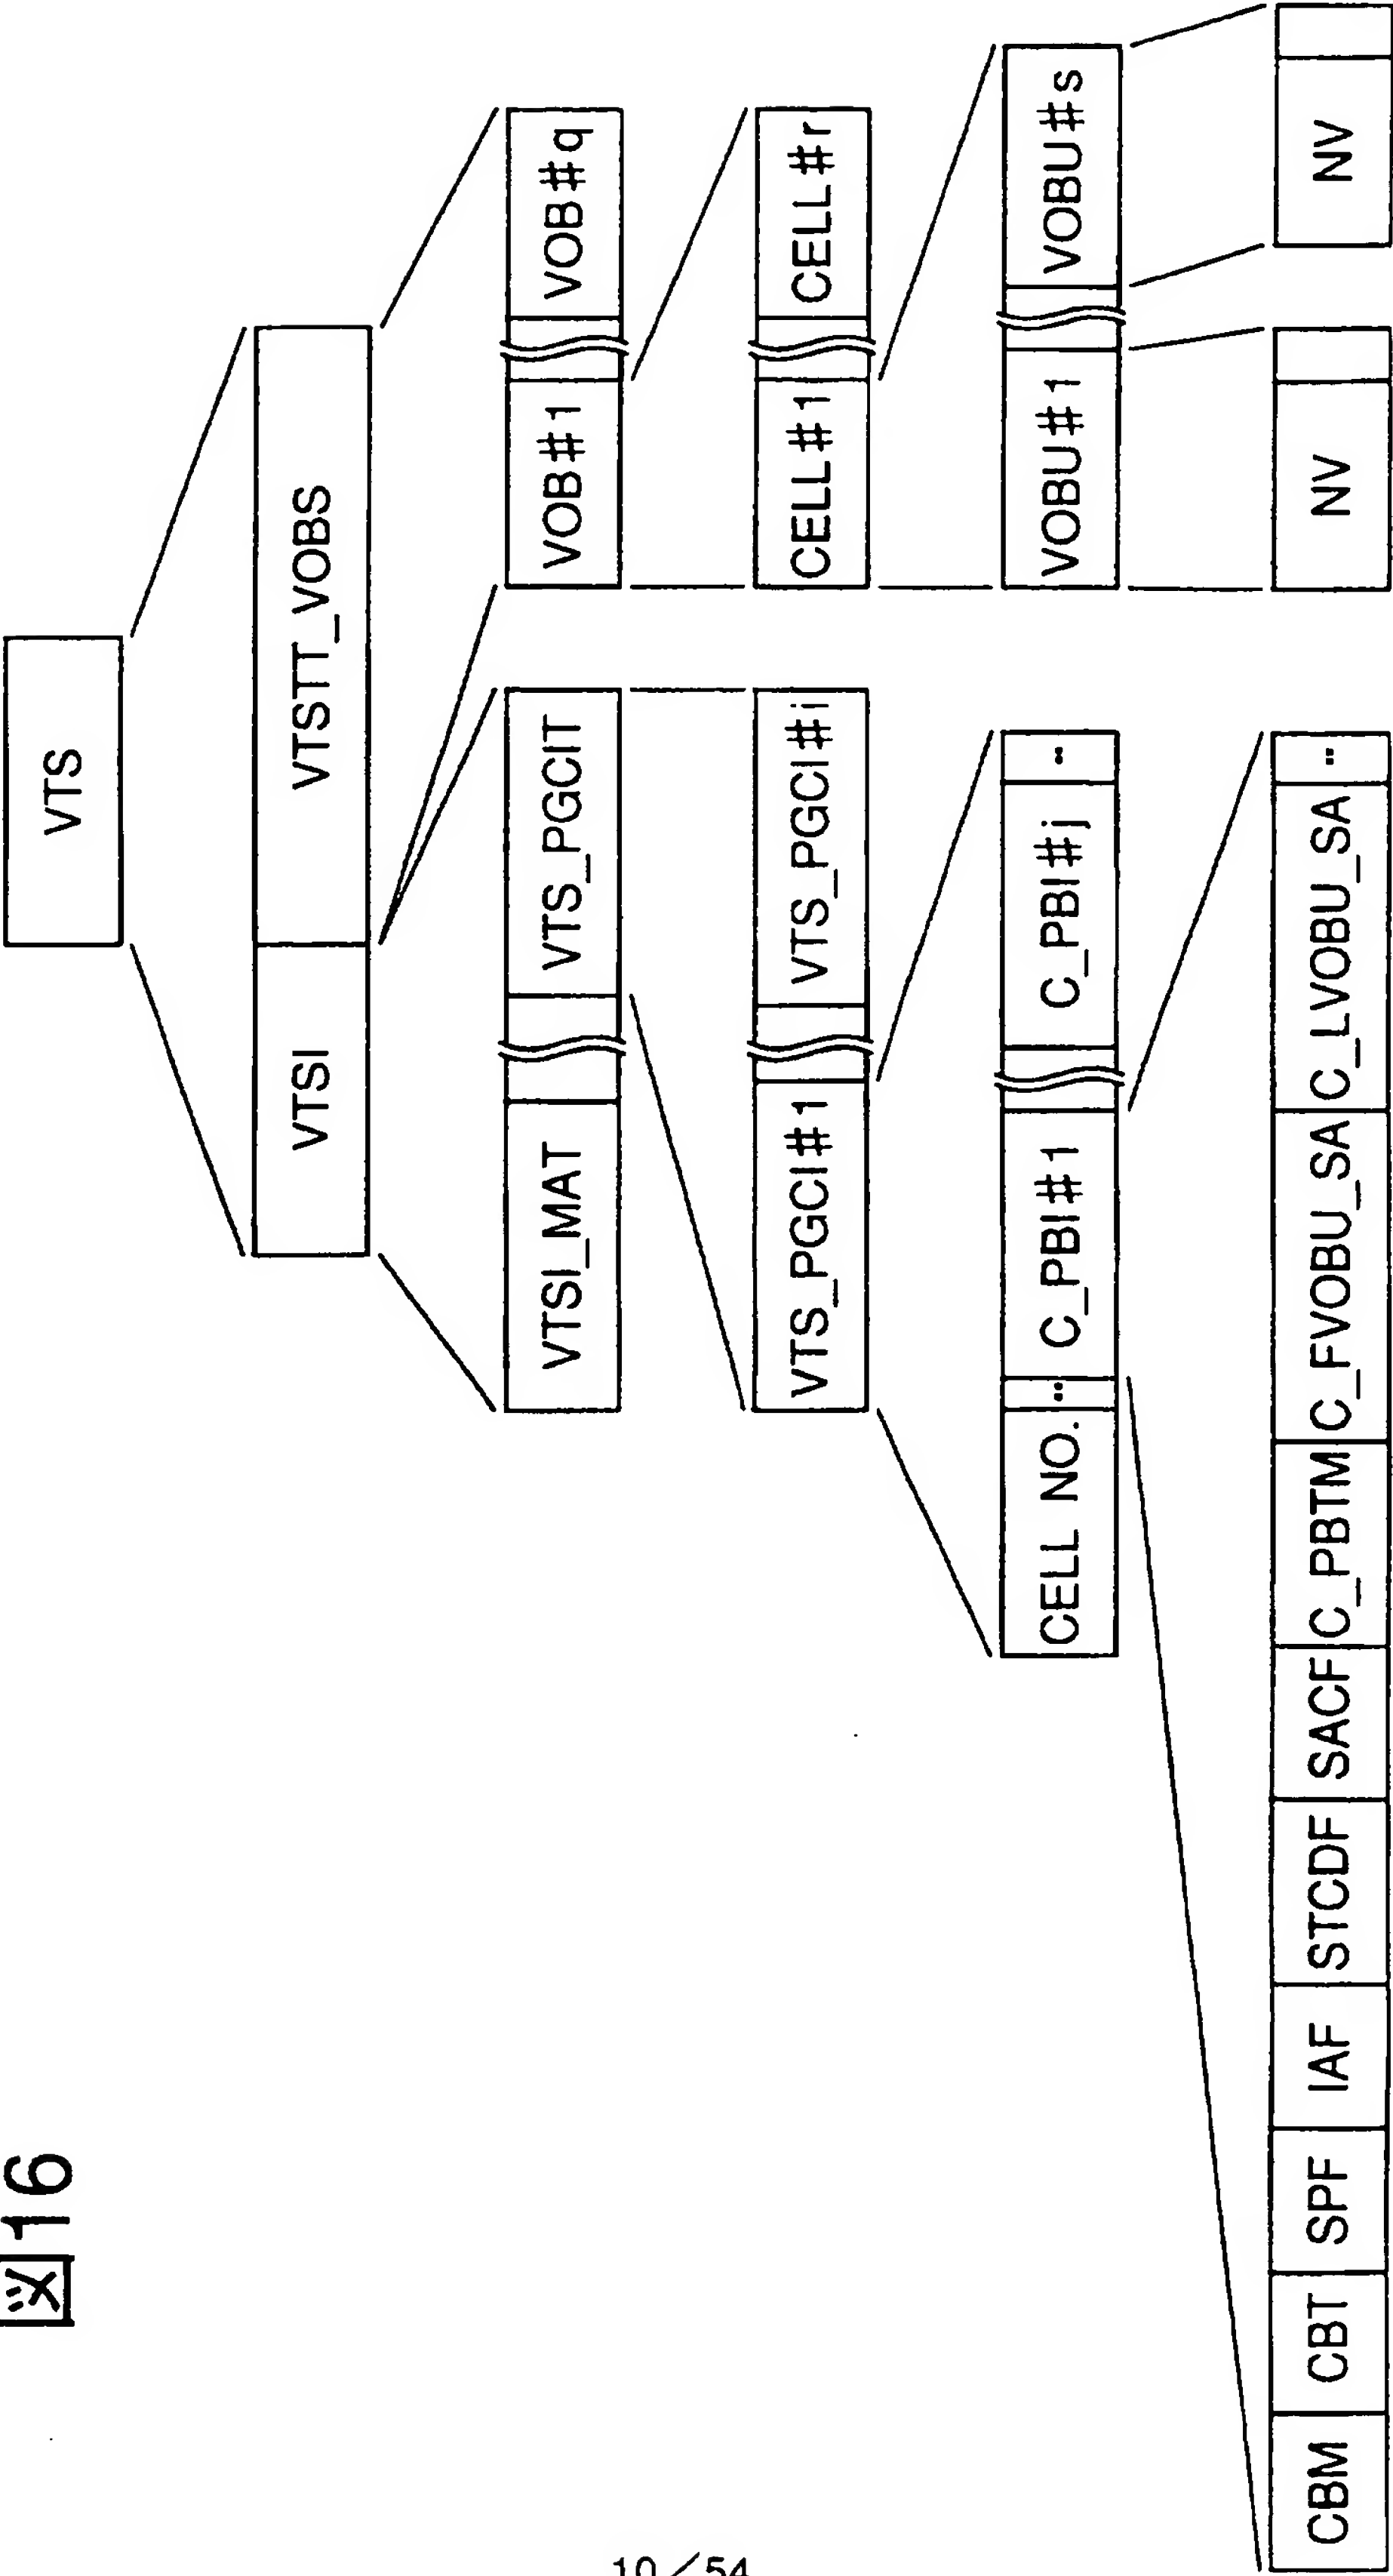 図16
VTS
VTSI VTSTT_VOBS
VTSI_MAT VTS_PGCIT VOB#1 VOB#q
VTS_PGCI#1 VTS_PGCI#i CELL#1 CELL#r
CELL NO. ‥ C_PBI#1 C_PBI#j ‥ VOBU#1 VOBU#s
CBM CBT SPF IAF STCDF SACF C_PBTM C_FVOBU_SA C_LVOBU_SA ‥ NV NV
10/54